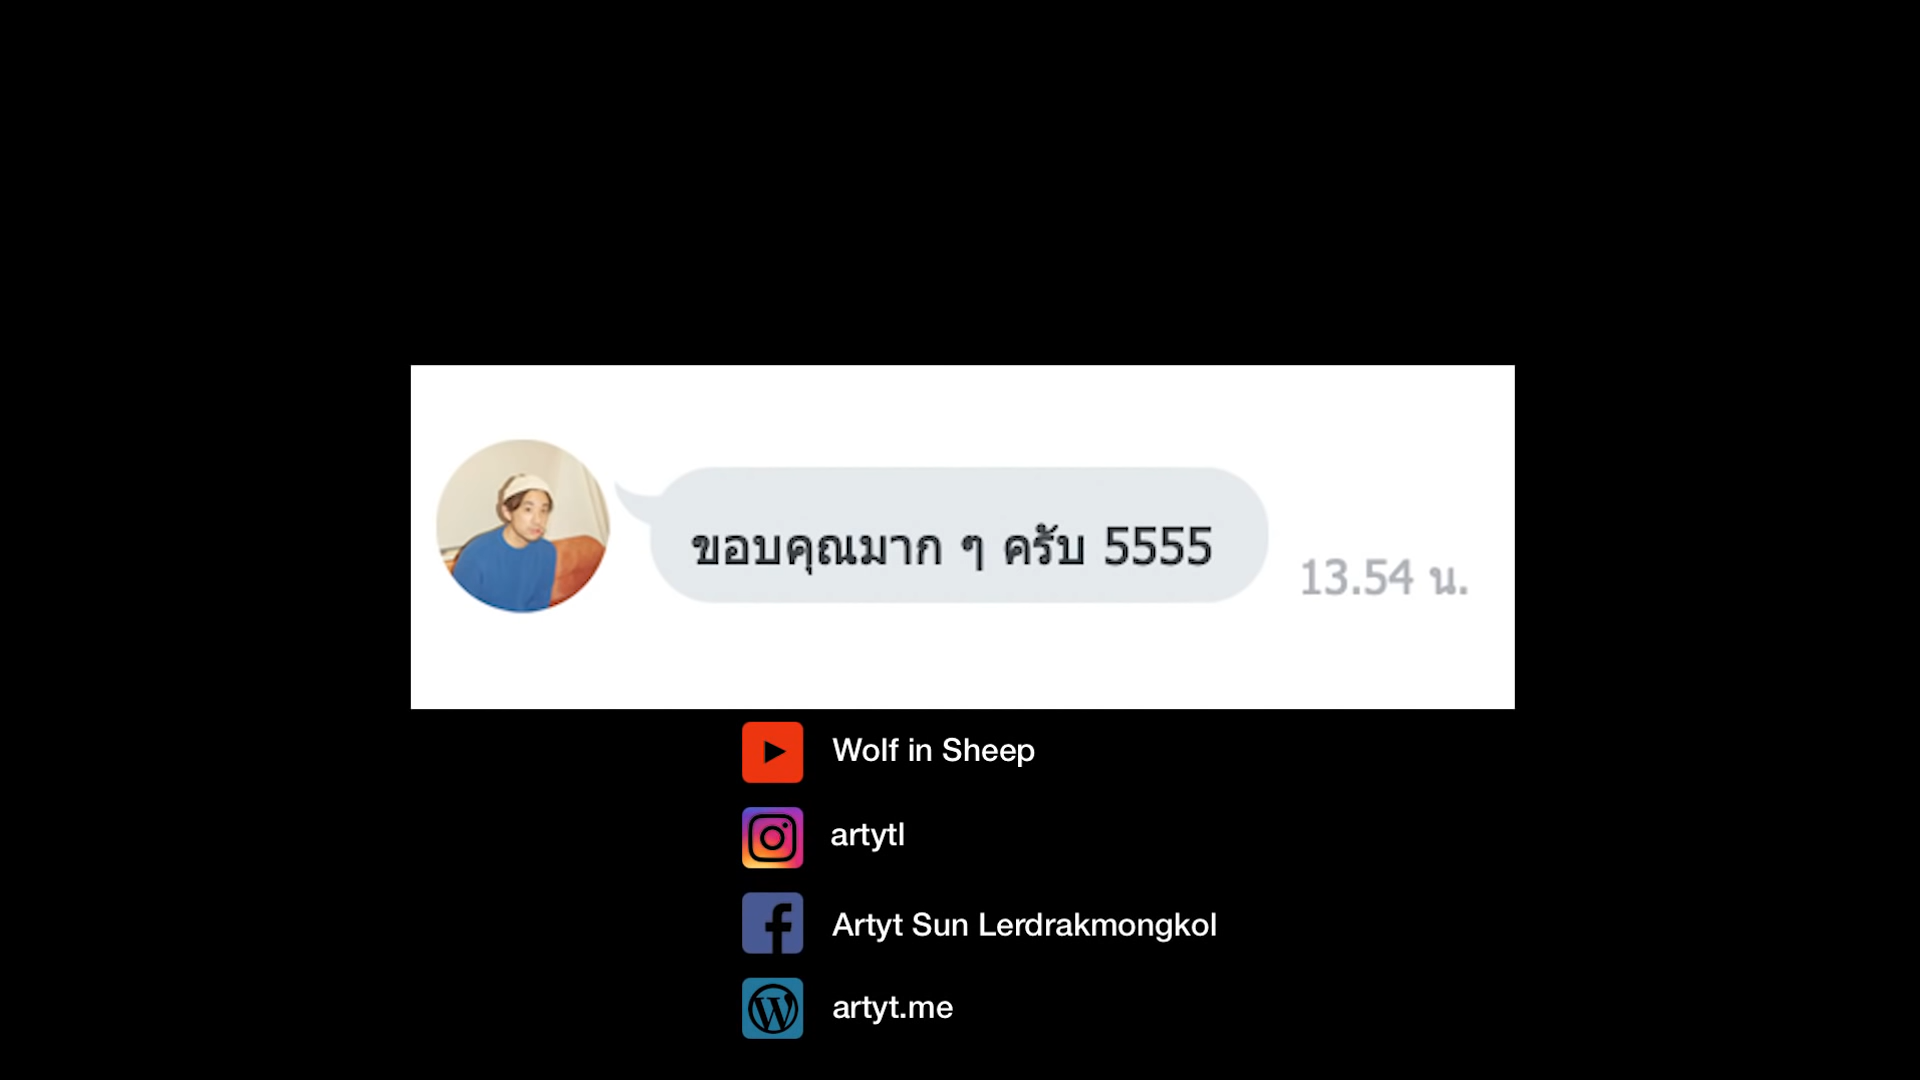 ขอบคุณมาก ๆ ครับ 5555
13.54 น.
Wolf in Sheep
artytl
Artyt Sun Lerdrakmongkol
artyt.me